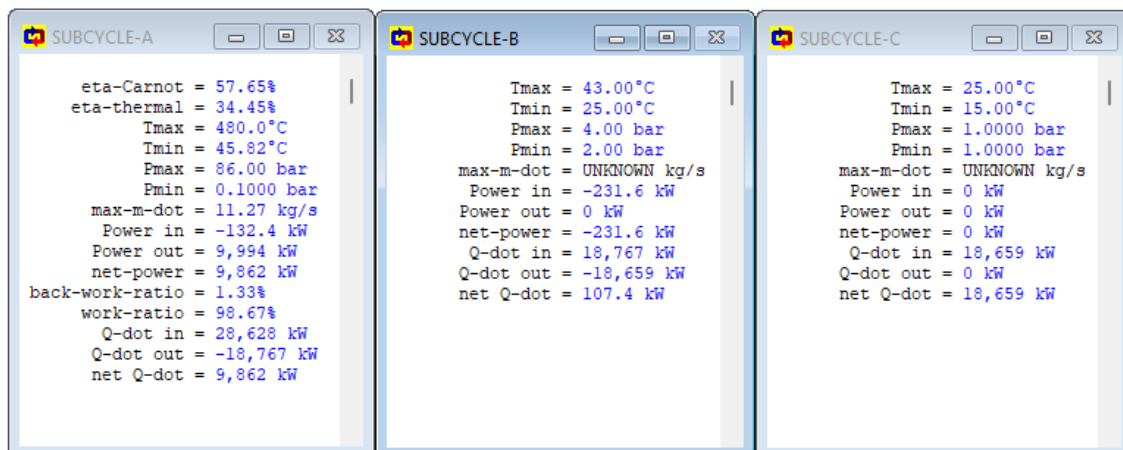 SUBCYCLE-A
eta-Carnot = 57.65%
eta-thermal = 34.45%
Tmax = 480.0°C
Tmin = 45.82°C
Pmax = 86.00 bar
Pmin = 0.1000 bar
max-m-dot = 11.27 kg/s
Power in = -132.4 kW
Power out = 9,994 kW
net-power = 9,862 kW
back-work-ratio = 1.33%
work-ratio = 98.67%
Q-dot in = 28,628 kW
Q-dot out = -18,767 kW
net Q-dot = 9,862 kW
SUBCYCLE-B
Tmax = 43.00°C
Tmin = 25.00°C
Pmax = 4.00 bar
Pmin = 2.00 bar
max-m-dot = UNKNOWN kg/s
Power in = -231.6 kW
Power out = 0 kW
net-power = -231.6 kW
Q-dot in = 18,767 kW
Q-dot out = -18,659 kW
net Q-dot = 107.4 kW
SUBCYCLE-C
Tmax = 25.00°C
Tmin = 15.00°C
Pmax = 1.0000 bar
Pmin = 1.0000 bar
max-m-dot = UNKNOWN kg/s
Power in = 0 kW
Power out = 0 kW
net-power = 0 kW
Q-dot in = 18,659 kW
Q-dot out = 0 kW
net Q-dot = 18,659 kW